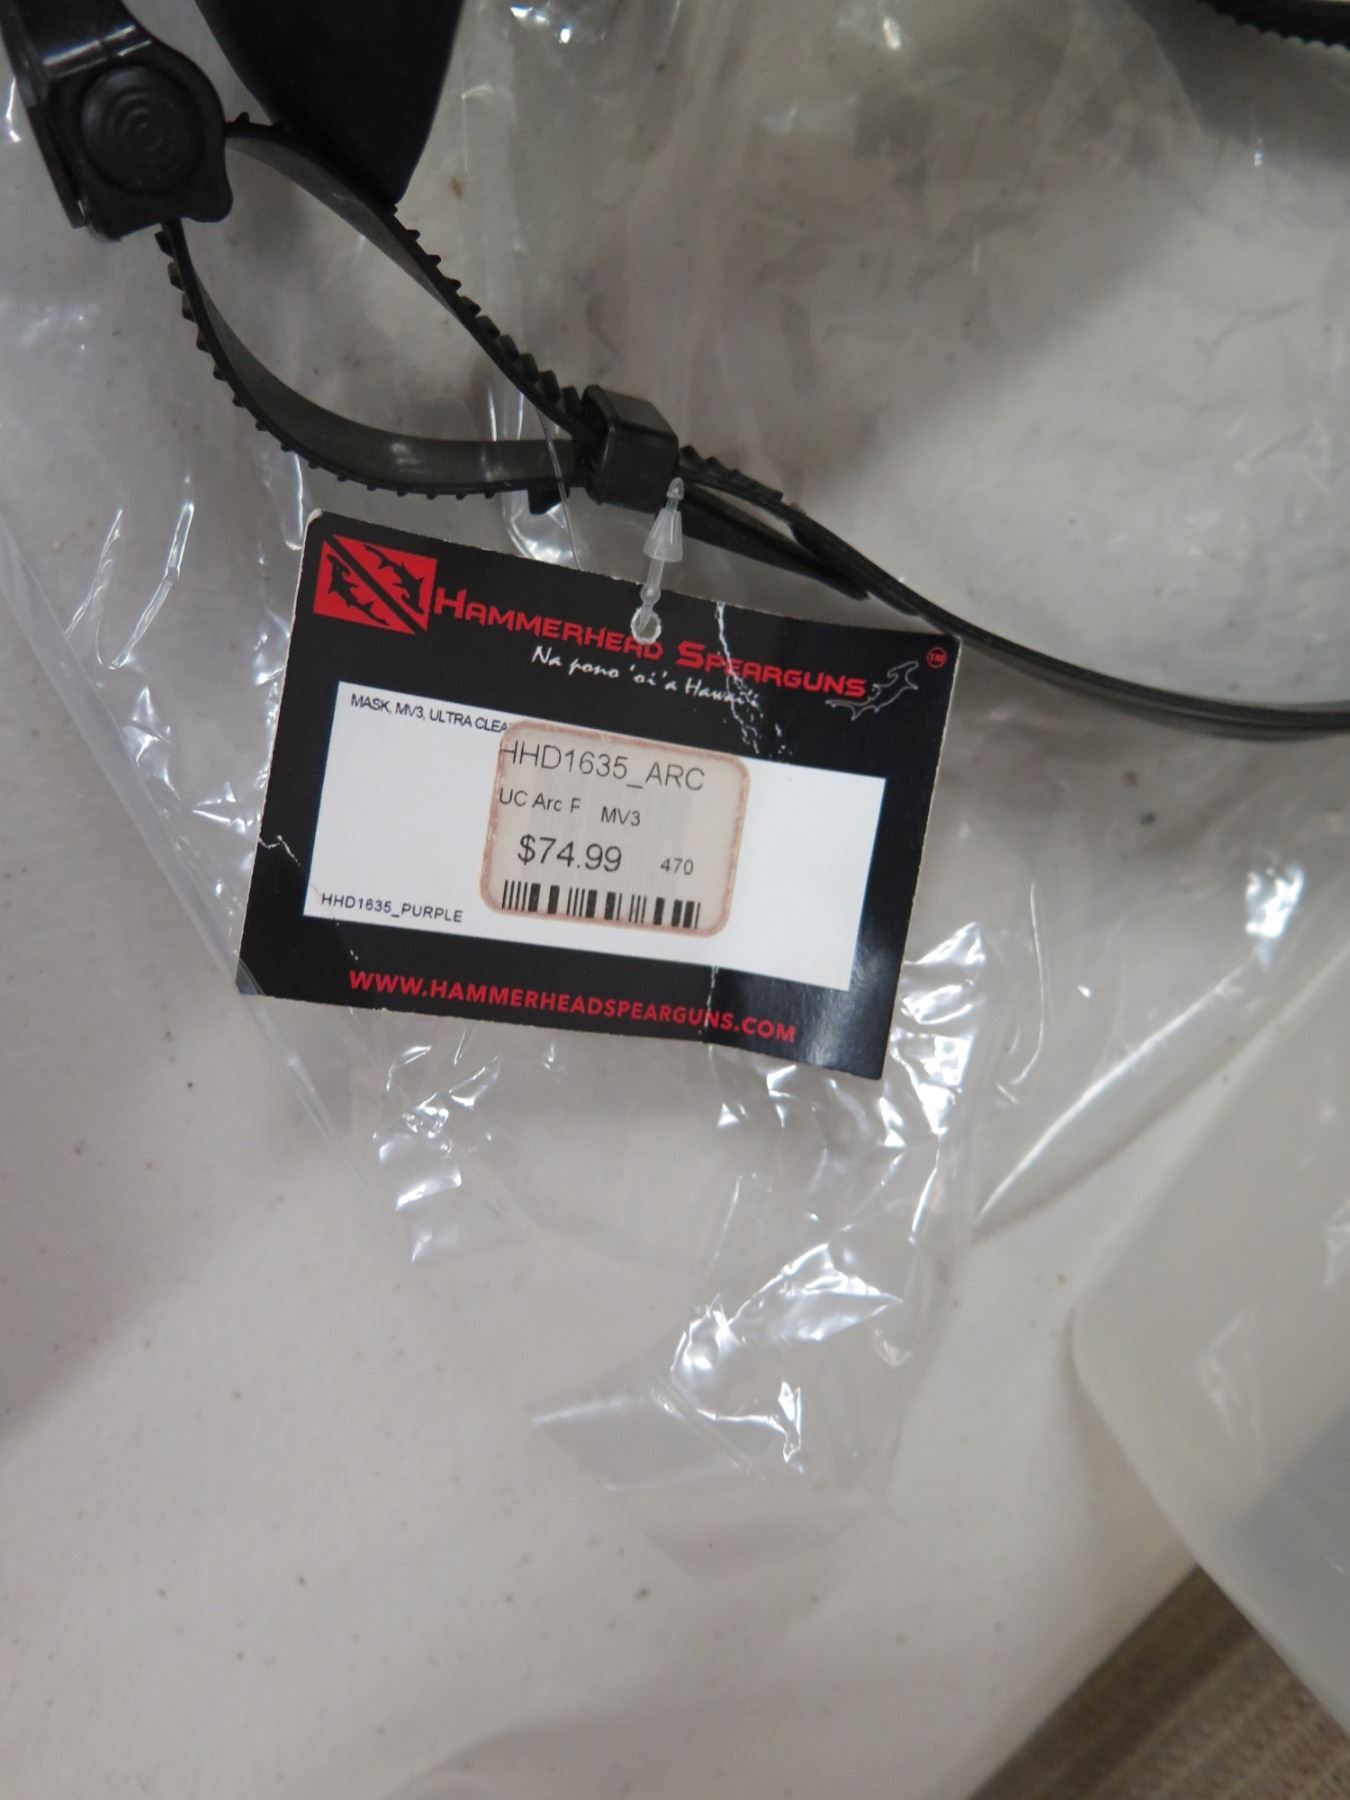 HAMMERHEAD SPEARGUNS TM
Na pono 'oi 'a Hawai'i
MASK, MV3, ULTRA CLEA
HHD1635_ARC
UC Arc F MV3
$74.99 470
HHD1635_PURPLE
WWW.HAMMERHEADSPEARGUNS.COM